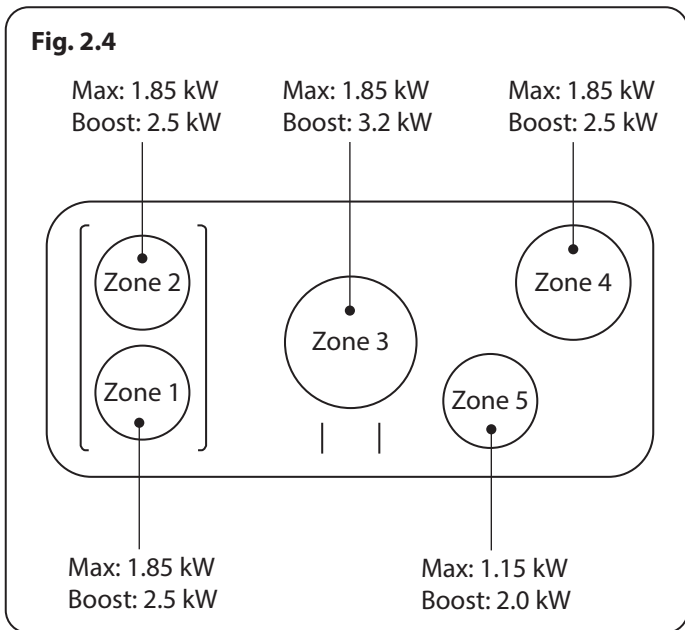 Fig. 2.4
Max: 1.85 kW
Boost: 2.5 kW
Max: 1.85 kW
Boost: 3.2 kW
Max: 1.85 kW
Boost: 2.5 kW
Zone 2
Zone 4
Zone 3
Zone 1
Zone 5
Max: 1.85 kW
Boost: 2.5 kW
Max: 1.15 kW
Boost: 2.0 kW